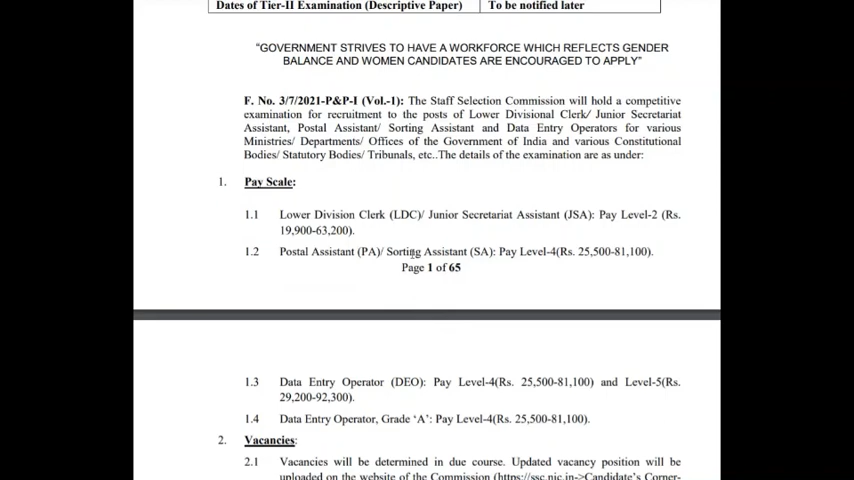 Dates of Tier-II Examination (Descriptive Paper) To be notified later
"GOVERNMENT STRIVES TO HAVE A WORKFORCE WHICH REFLECTS GENDER
BALANCE AND WOMEN CANDIDATES ARE ENCOURAGED TO APPLY"
F. No. 3/7/2021-P&P-I (Vol.-I): The Staff Selection Commission will hold a competitive
examination for recruitment to the posts of Lower Divisional Clerk/ Junior Secretariat
Assistant, Postal Assistant/ Sorting Assistant and Data Entry Operators for various
Ministries/ Departments/ Offices of the Government of India and various Constitutional
Bodies/ Statutory Bodies/ Tribunals, etc..The details of the examination are as under:
1. Pay Scale:
1.1 Lower Division Clerk (LDC)/ Junior Secretariat Assistant (JSA): Pay Level-2 (Rs.
19,900-63,200).
1.2 Postal Assistant (PA)/ Sorting Assistant (SA): Pay Level-4(Rs. 25,500-81,100).
Page 1 of 65
1.3 Data Entry Operator (DEO): Pay Level-4(Rs. 25,500-81,100) and Level-5(Rs.
29,200-92,300).
1.4 Data Entry Operator, Grade ‘A’: Pay Level-4(Rs. 25,500-81,100).
2. Vacancies:
2.1 Vacancies will be determined in due course. Updated vacancy position will be
uploaded on the website of the Commission (https://ssc.nic.in->Candidate’s Corner-